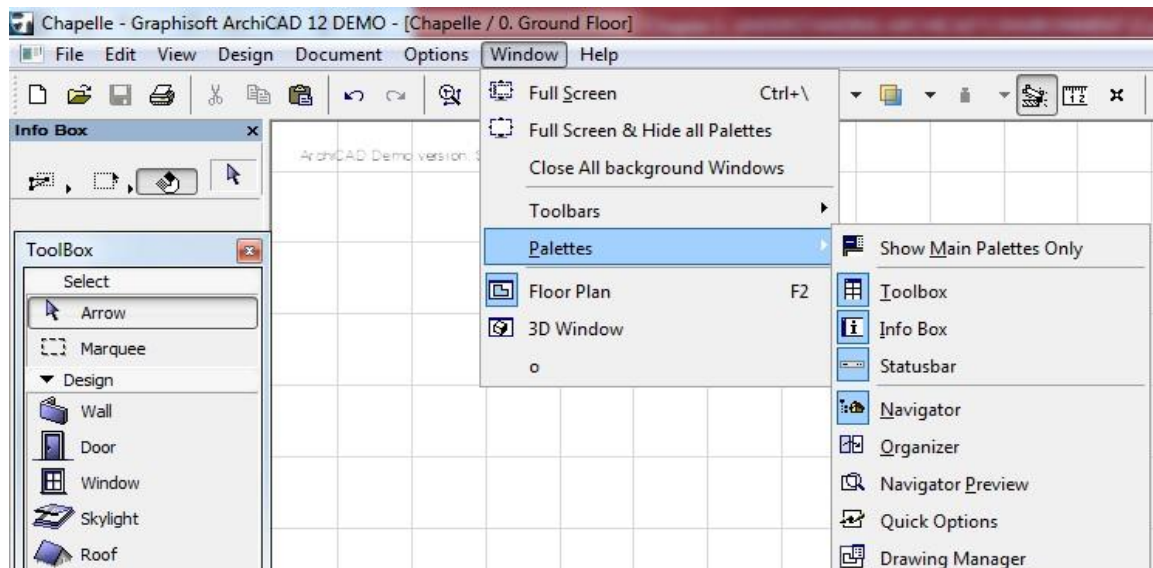 Chapelle - Graphisoft ArchiCAD 12 DEMO - [Chapelle / 0. Ground Floor]
File Edit View Design Document Options Window Help
Info Box
ArchiCAD Demo version.
ToolBox
Select
Arrow
Marquee
Design
Wall
Door
Window
Skylight
Roof
Full Screen Ctrl+\
Full Screen & Hide all Palettes
Close All background Windows
Toolbars
Palettes
Floor Plan F2
3D Window
o
Show Main Palettes Only
Toolbox
Info Box
Statusbar
Navigator
Organizer
Navigator Preview
Quick Options
Drawing Manager